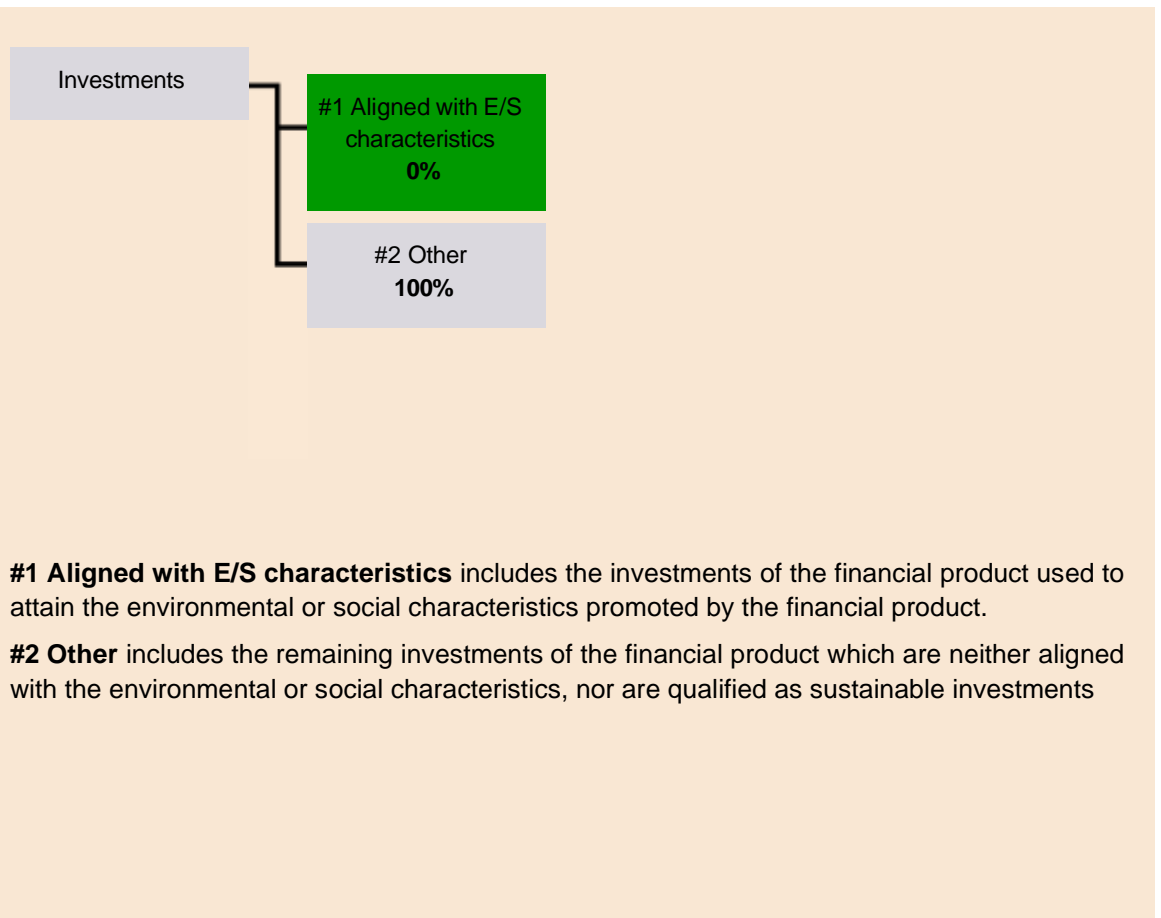 Investments
#1 Aligned with E/S
characteristics
0%
#2 Other
100%
#1 Aligned with E/S characteristics includes the investments of the financial product used to
attain the environmental or social characteristics promoted by the financial product.
#2 Other includes the remaining investments of the financial product which are neither aligned
with the environmental or social characteristics, nor are qualified as sustainable investments